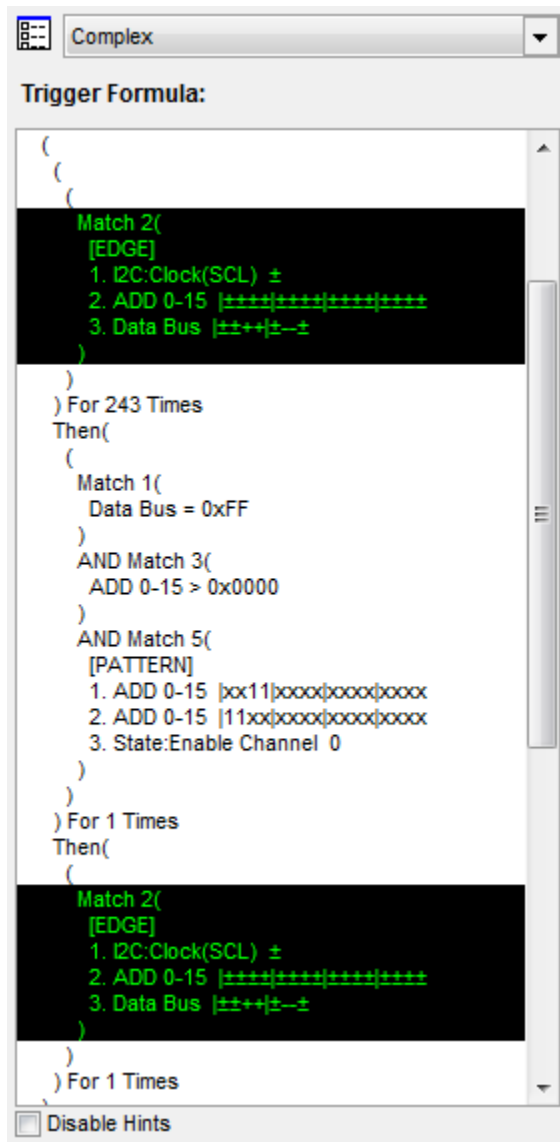 Complex
Trigger Formula:
(
(
(
Match 2(
[EDGE]
1. I2C:Clock(SCL) ±
2. ADD 0-15 |±±±±|±±±±|±±±±|±±±±
3. Data Bus |±±++|±--±
)
)
) For 243 Times
Then(
(
Match 1(
Data Bus = 0xFF
)
AND Match 3(
ADD 0-15 > 0x0000
)
AND Match 5(
[PATTERN]
1. ADD 0-15 |xx11|xxxx|xxxx|xxxx
2. ADD 0-15 |11xx|xxxx|xxxx|xxxx
3. State:Enable Channel 0
)
)
) For 1 Times
Then(
(
Match 2(
[EDGE]
1. I2C:Clock(SCL) ±
2. ADD 0-15 |±±±±|±±±±|±±±±|±±±±
3. Data Bus |±±++|±--±
)
)
) For 1 Times
Disable Hints